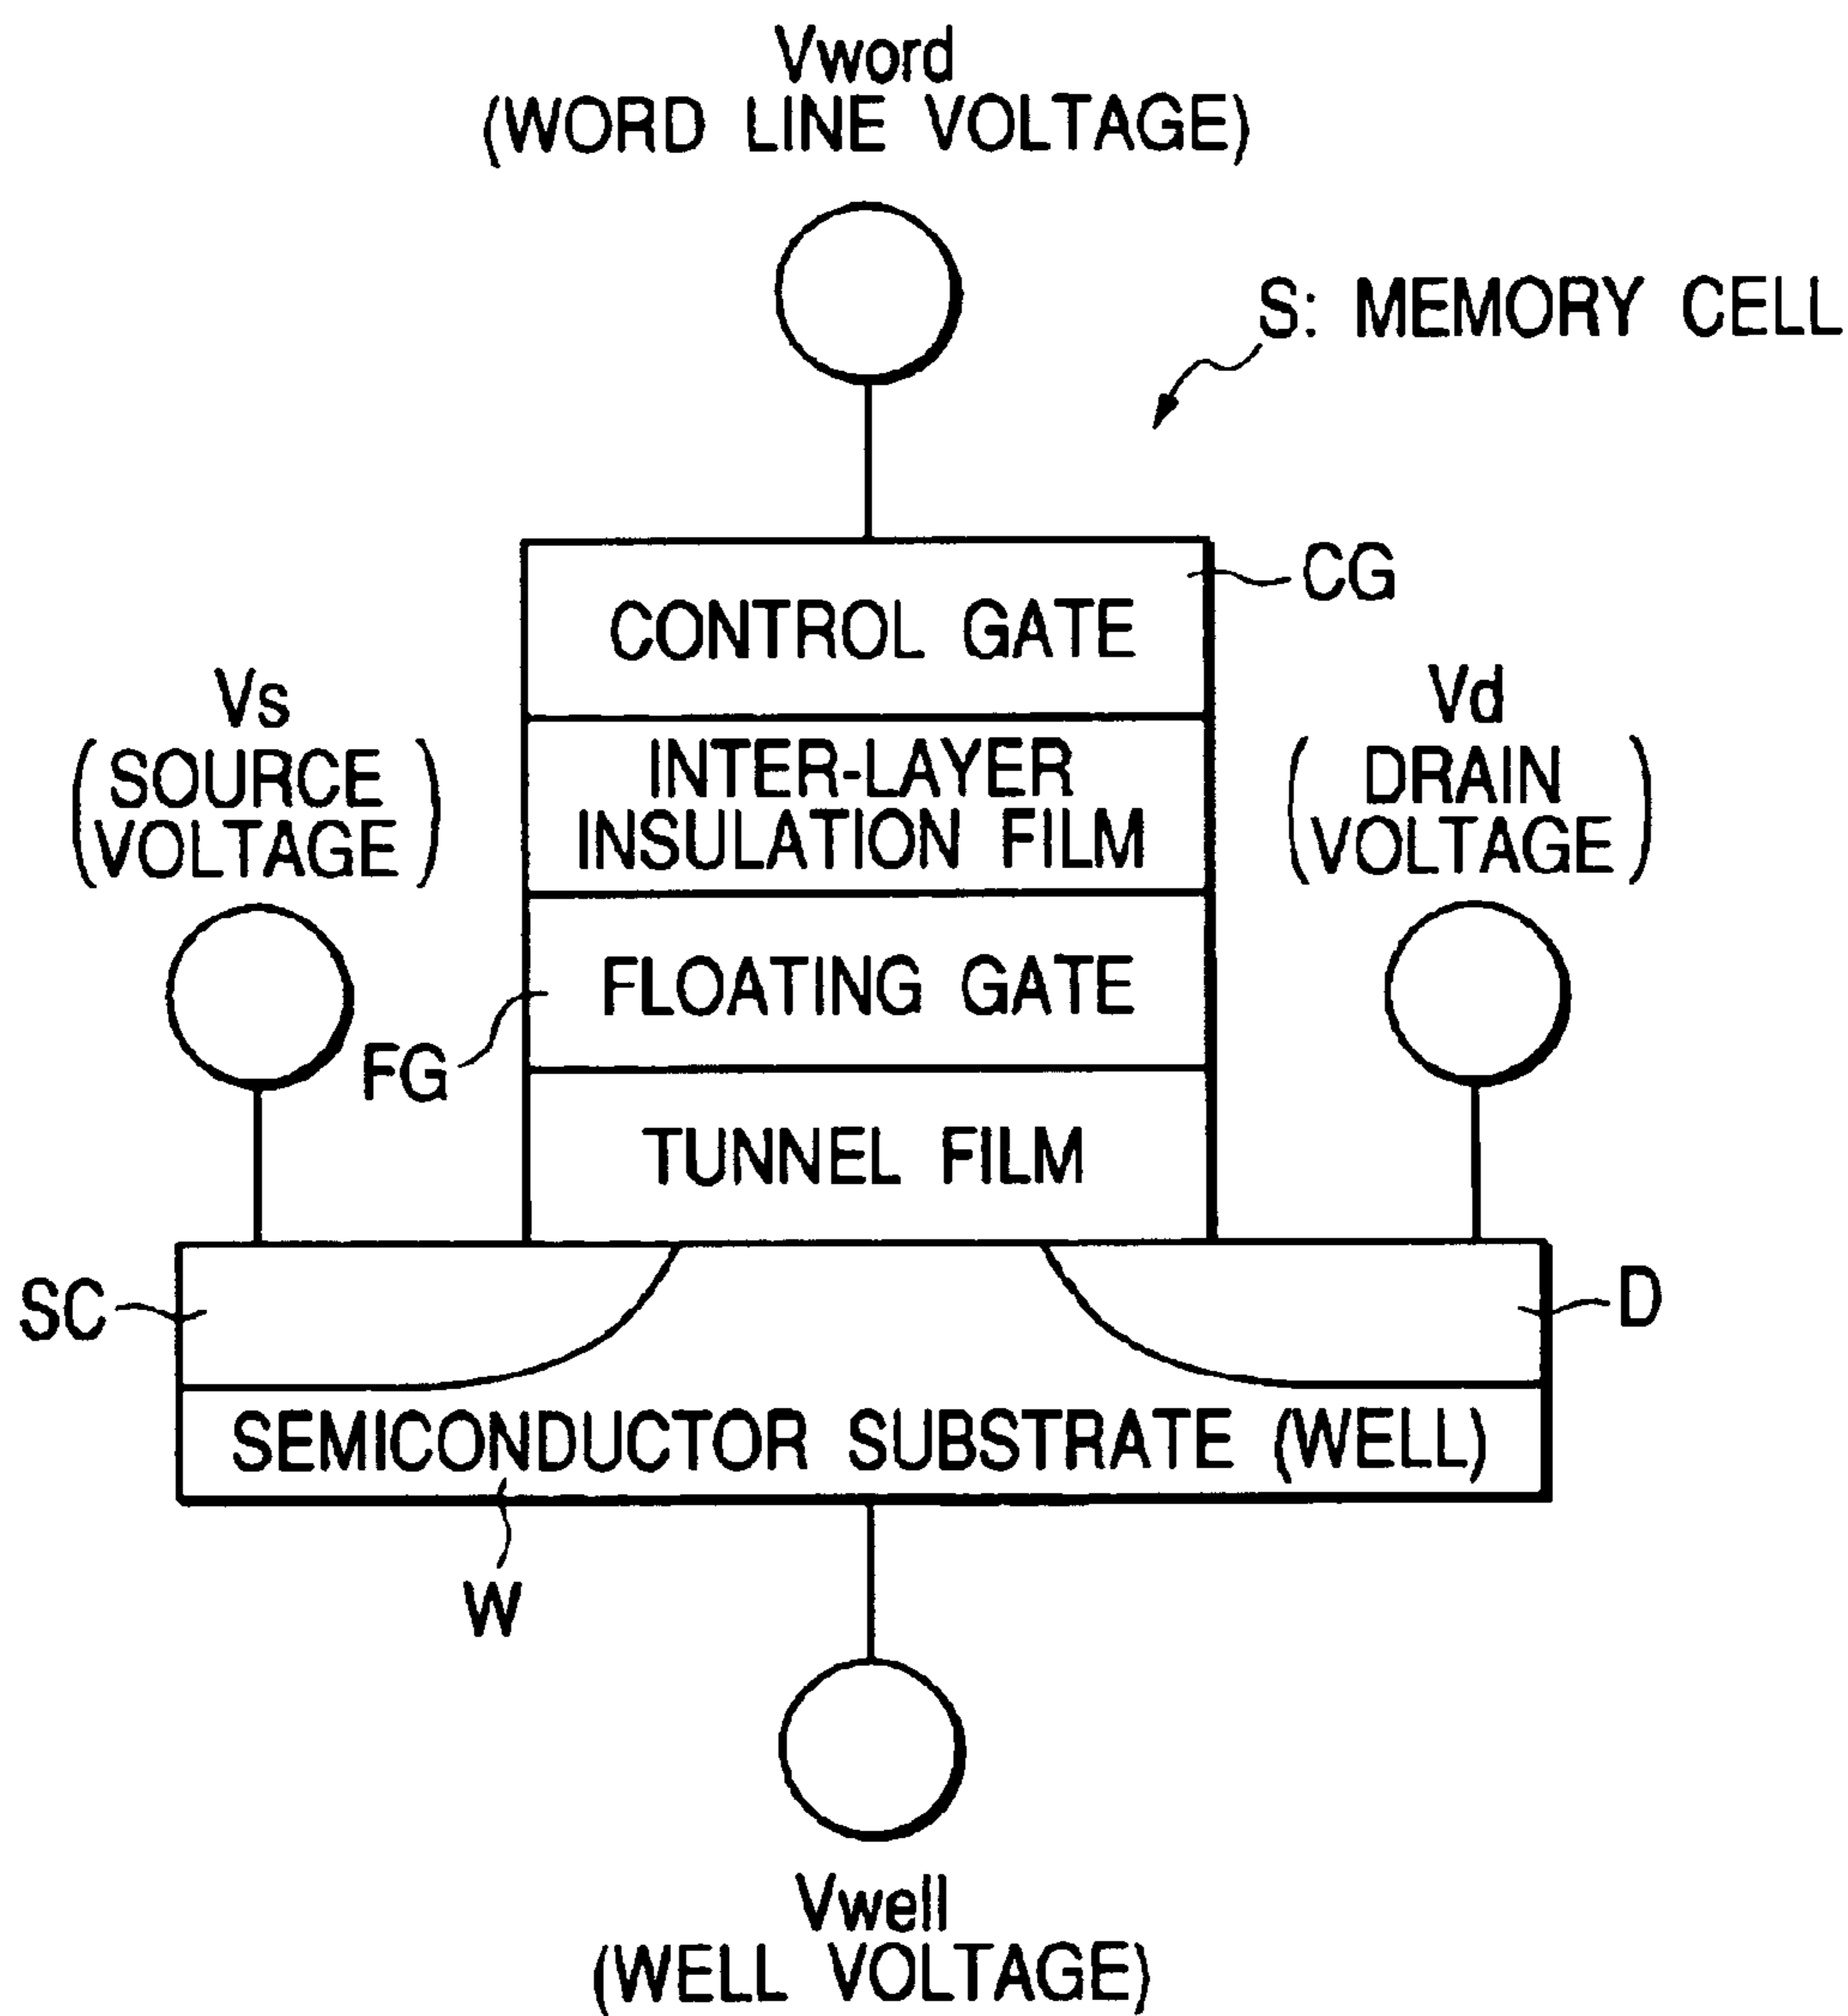 Vword
(WORD LINE VOLTAGE)
S: MEMORY CELL
CG
CONTROL GATE
Vs
(SOURCE
VOLTAGE)
INTER-LAYER
INSULATION FILM
Vd
(DRAIN
VOLTAGE)
FLOATING GATE
FG
TUNNEL FILM
SC
D
SEMICONDUCTOR SUBSTRATE (WELL)
W
Vwell
(WELL VOLTAGE)